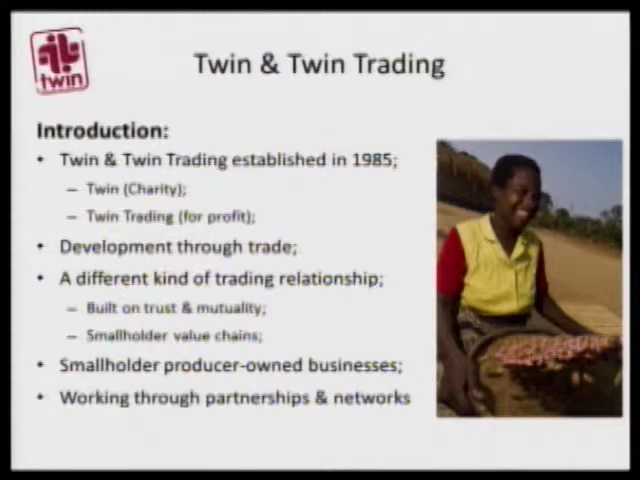 twin
Twin & Twin Trading
Introduction:
• Twin & Twin Trading established in 1985;
– Twin (Charity);
– Twin Trading (for profit);
• Development through trade;
• A different kind of trading relationship;
– Built on trust & mutuality;
– Smallholder value chains;
• Smallholder producer-owned businesses;
• Working through partnerships & networks